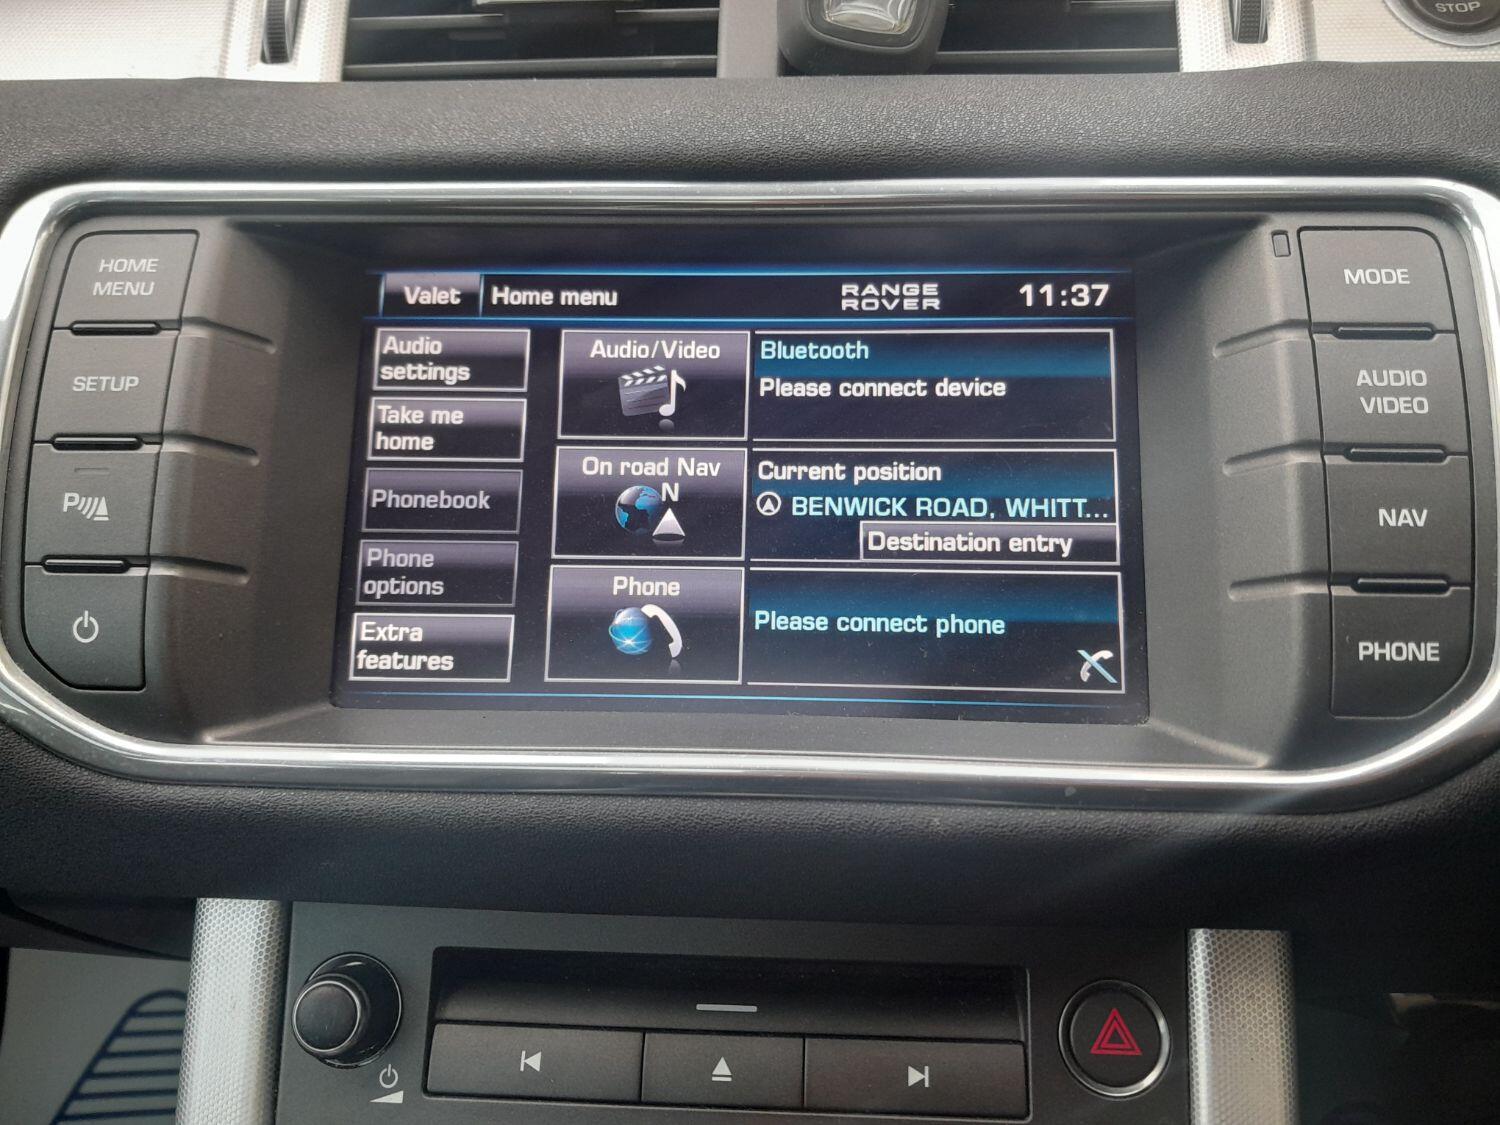 STOP
HOME
MENU
SETUP
P
Valet
Home menu
RANGE
ROVER
11:37
Audio
settings
Take me
home
Phonebook
Phone
options
Extra
features
Audio/Video
On road Nav
N
Phone
Bluetooth
Please connect device
Current position
BENWICK ROAD, WHITT...
Destination entry
Please connect phone
MODE
AUDIO
VIDEO
NAV
PHONE